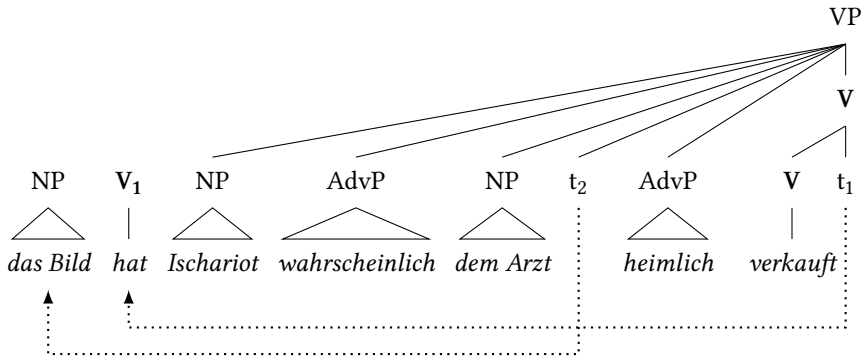 VP
V
NP V₁ NP AdvP NP t₂ AdvP V t₁
das Bild hat Ischariot wahrscheinlich dem Arzt heimlich verkauft